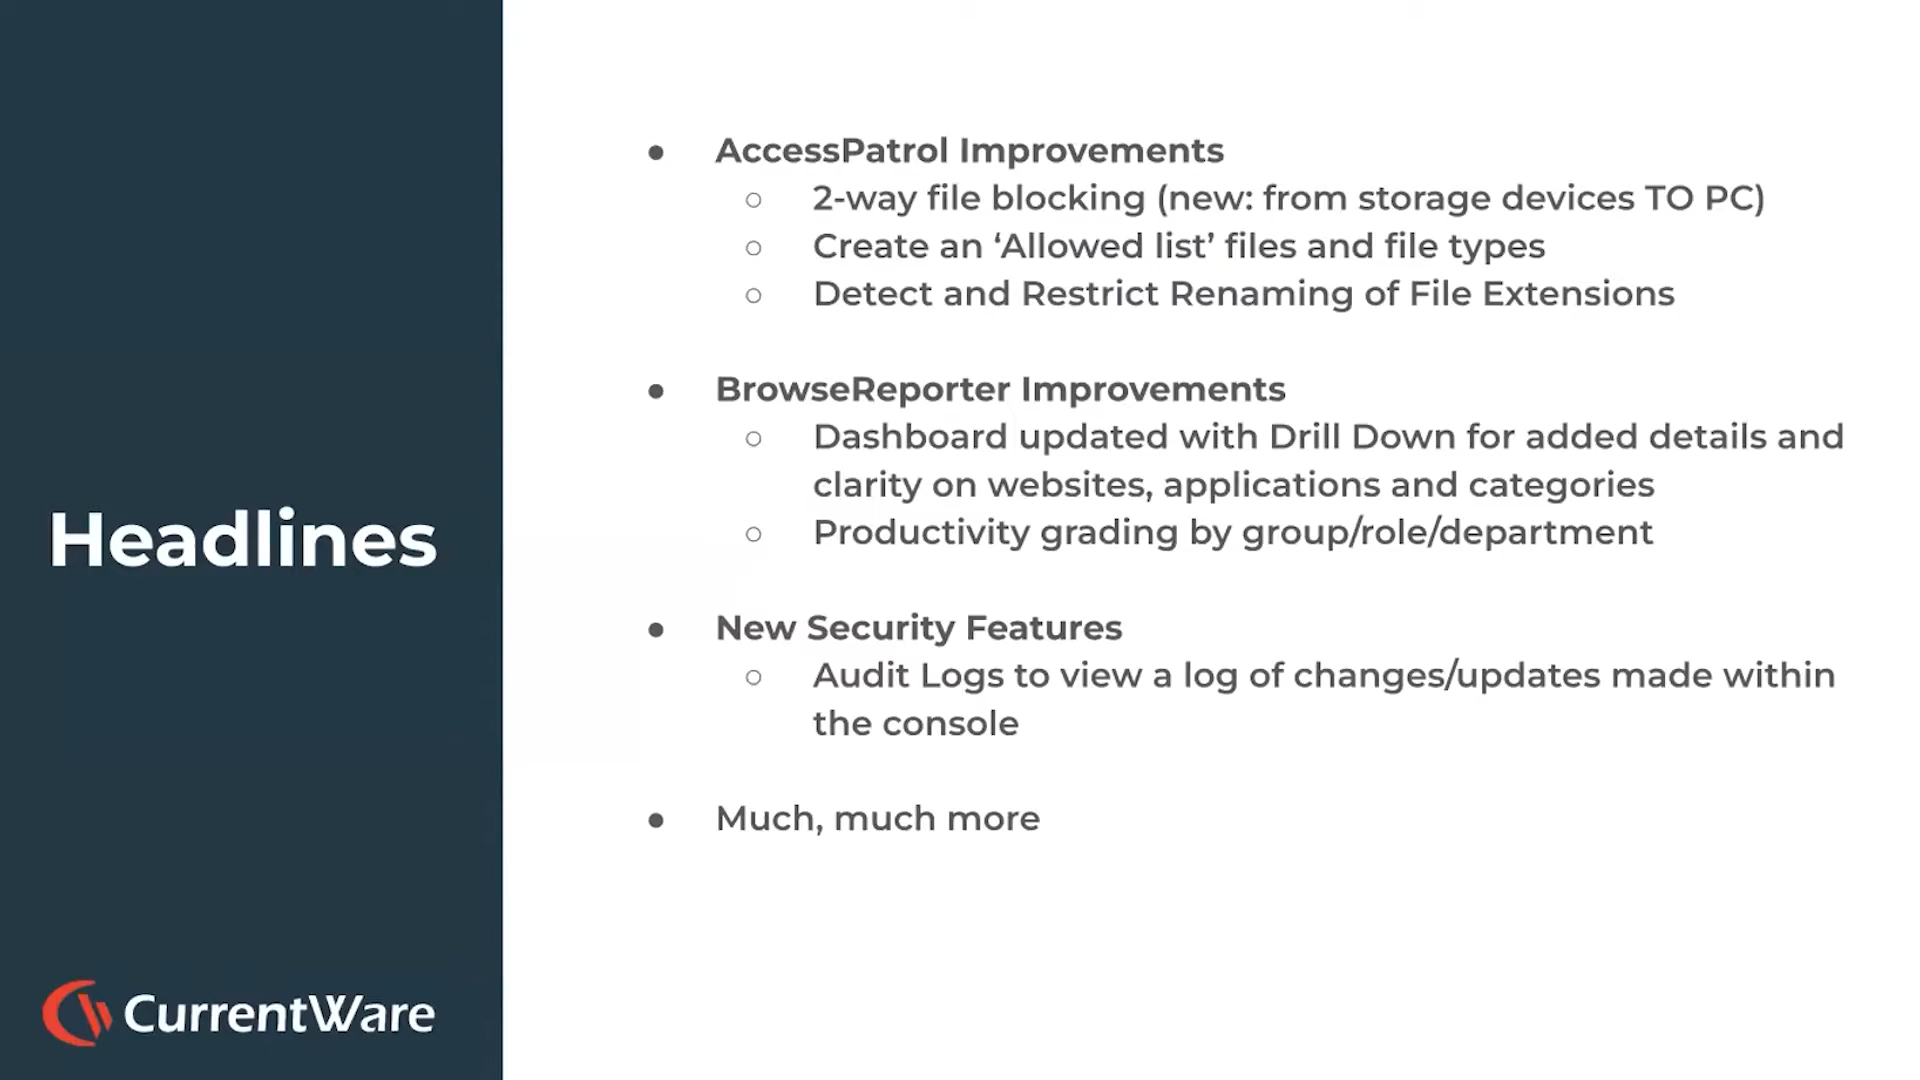 Headlines
CurrentWare
● AccessPatrol Improvements
○ 2-way file blocking (new: from storage devices TO PC)
○ Create an ‘Allowed list’ files and file types
○ Detect and Restrict Renaming of File Extensions
● BrowseReporter Improvements
○ Dashboard updated with Drill Down for added details and
clarity on websites, applications and categories
○ Productivity grading by group/role/department
● New Security Features
○ Audit Logs to view a log of changes/updates made within
the console
● Much, much more